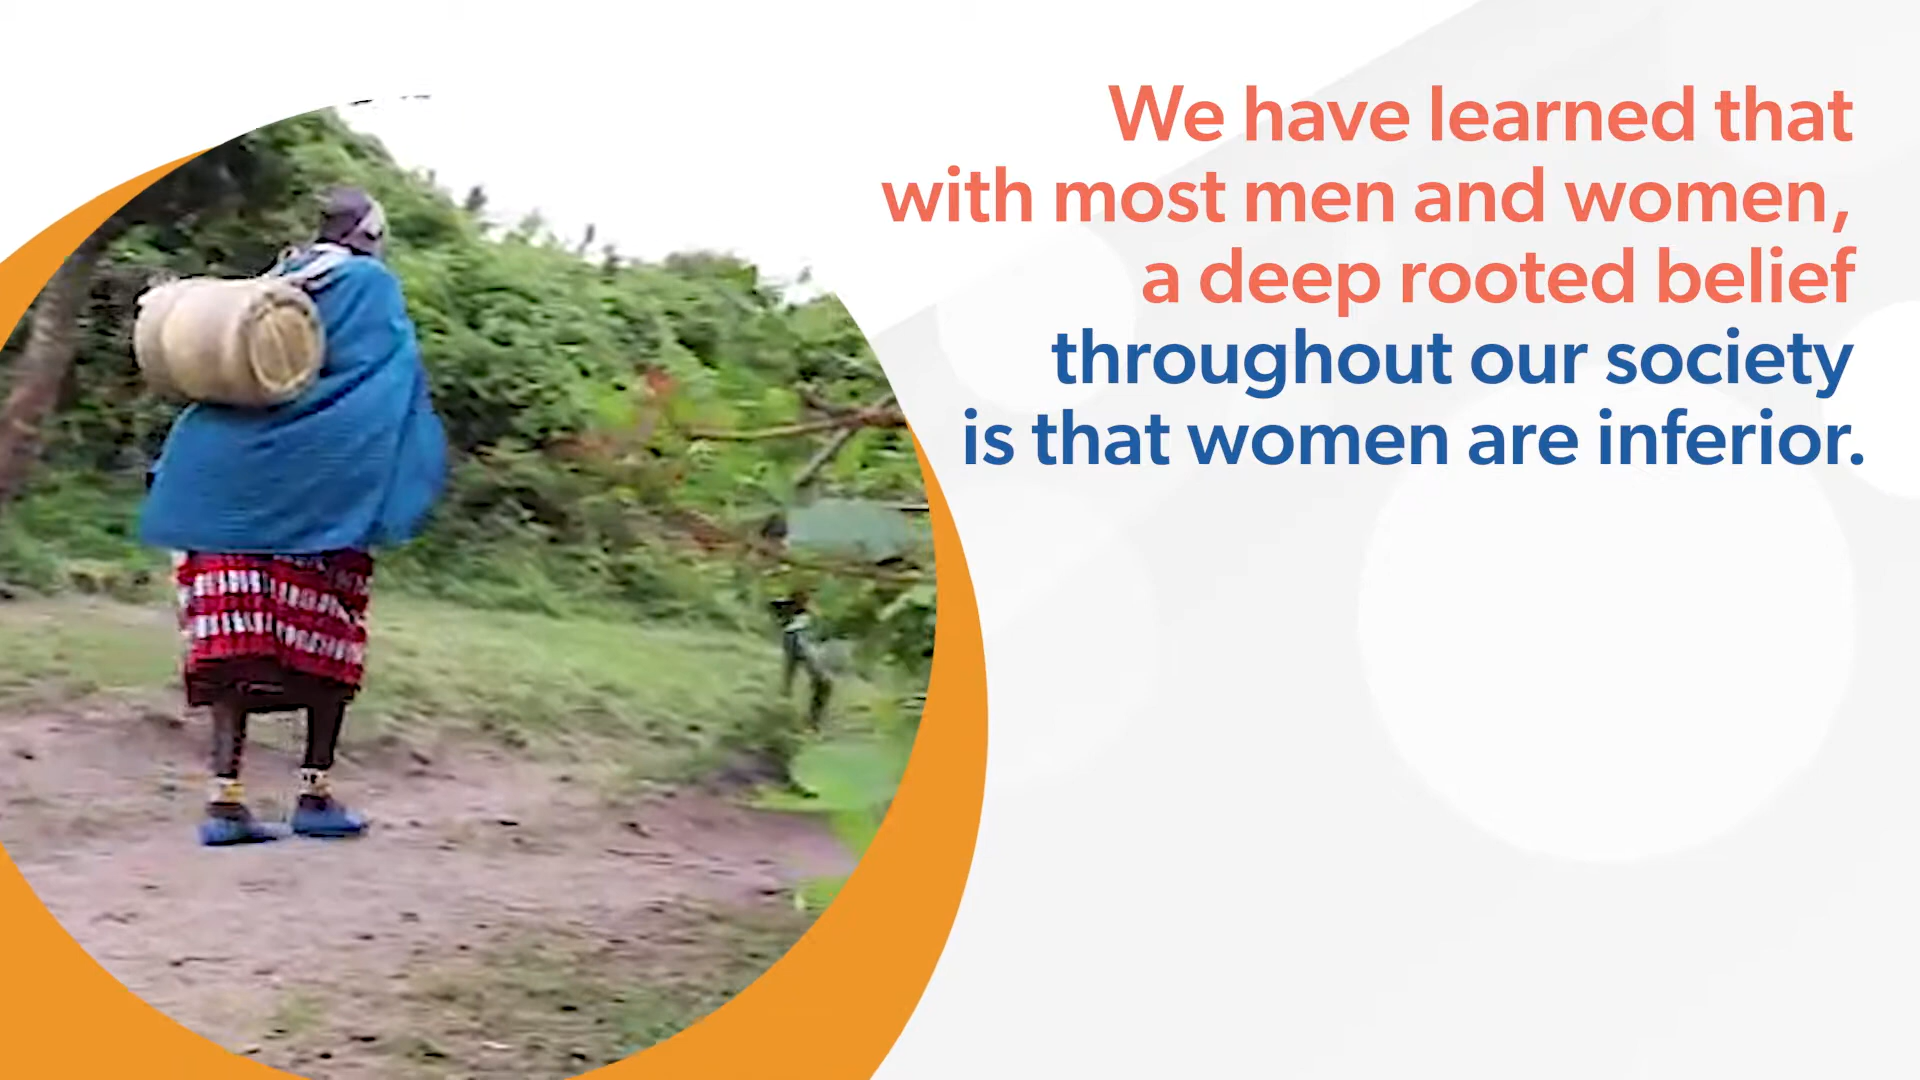 We have learned that
with most men and women,
a deep rooted belief
throughout our society
is that women are inferior.